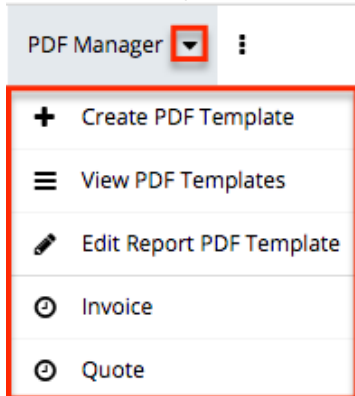 PDF Manager
Create PDF Template
View PDF Templates
Edit Report PDF Template
Invoice
Quote